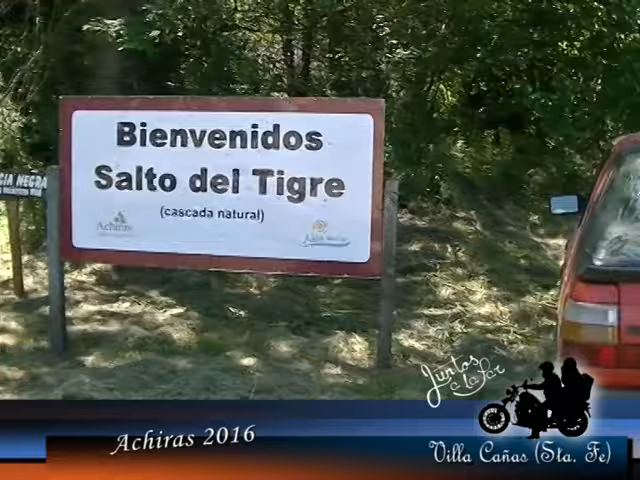 Bienvenidos
Salto del Tigre
(cascada natural)
Achiras
CIA NEGRA
Juntos
a La Par
Achiras 2016
Villa Cañas (Sta. Fe)